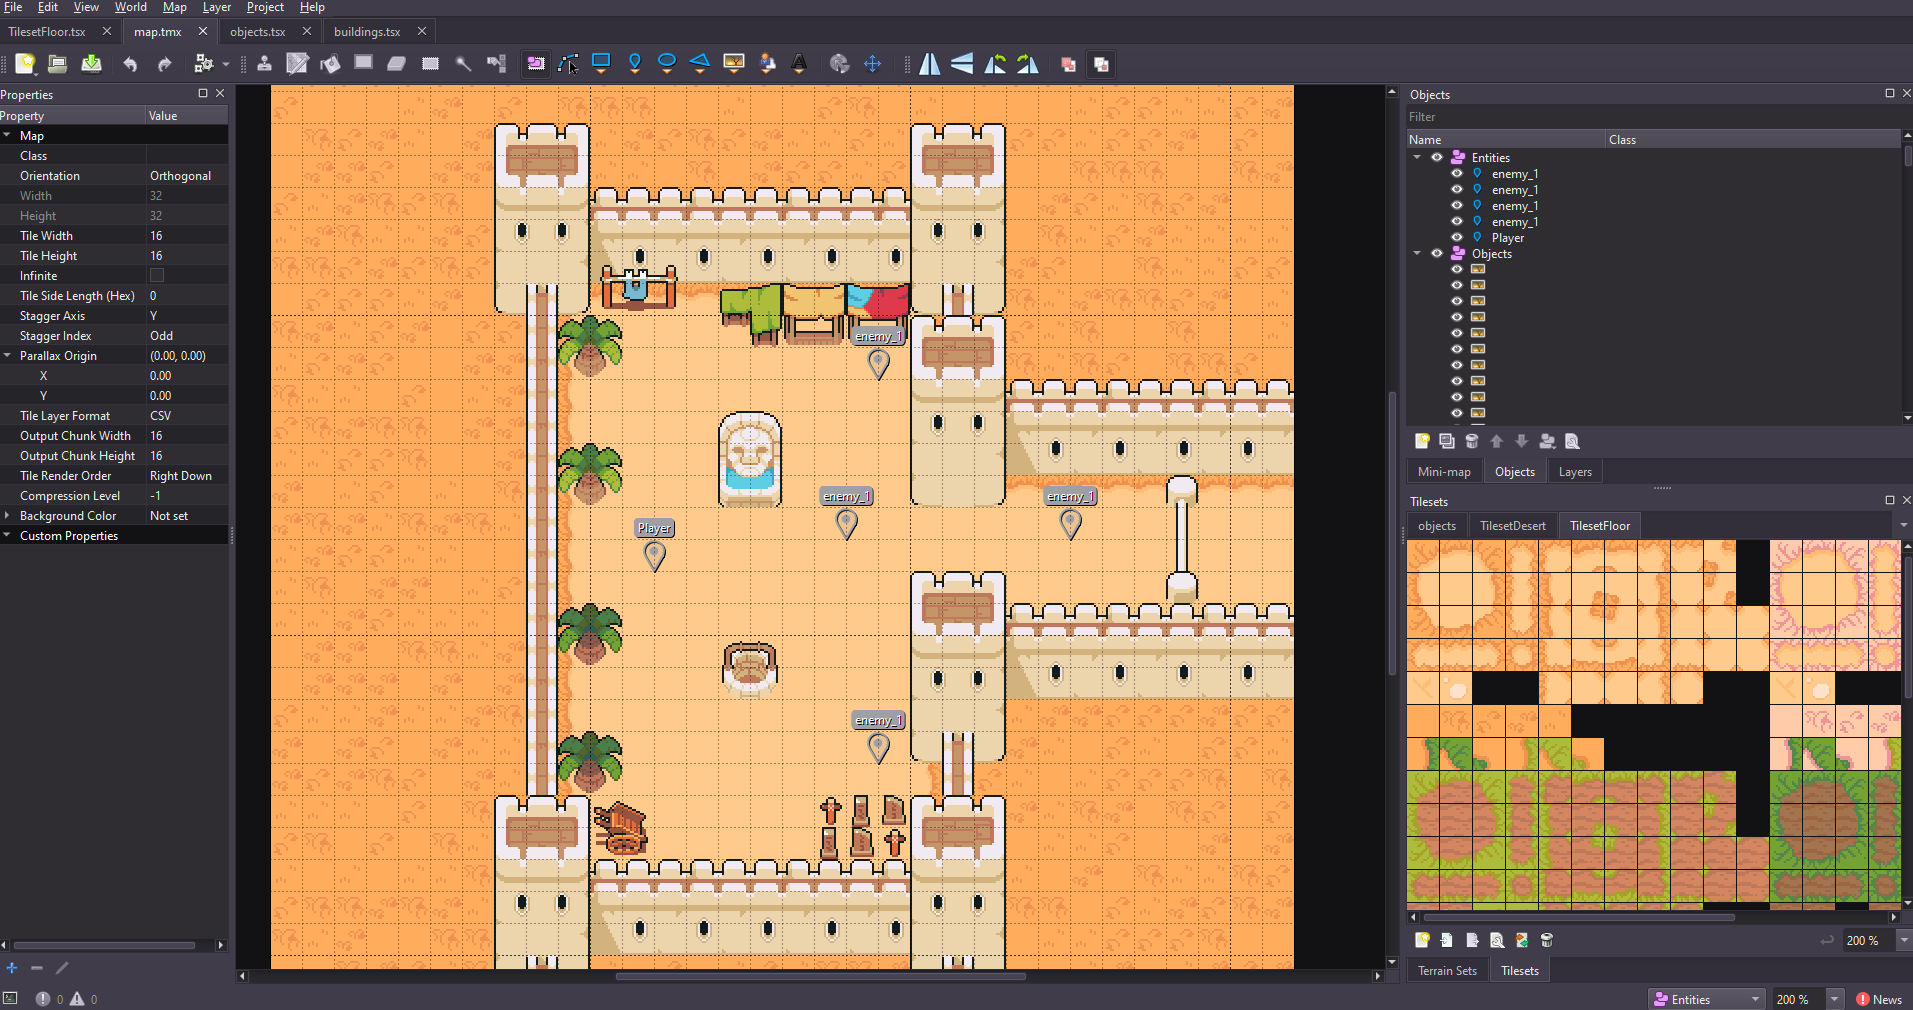 File Edit View World Map Layer Project Help
TilesetFloor.tsx map.tmx objects.tsx buildings.tsx
Properties
Property Value
Map
Class
Orientation Orthogonal
Width 32
Height 32
Tile Width 16
Tile Height 16
Infinite
Tile Side Length (Hex) 0
Stagger Axis Y
Stagger Index Odd
Parallax Origin (0.00, 0.00)
X 0.00
Y 0.00
Tile Layer Format CSV
Output Chunk Width 16
Output Chunk Height 16
Tile Render Order Right Down
Compression Level -1
Background Color Not set
Custom Properties
0 0
enemy_1
enemy_1
enemy_1
Player
enemy_1
Objects
Filter
Name Class
Entities
enemy_1
enemy_1
enemy_1
enemy_1
Player
Objects
Mini-map Objects Layers
Tilesets
objects TilesetDesert TilesetFloor
200 %
Terrain Sets Tilesets
Entities 200 % News